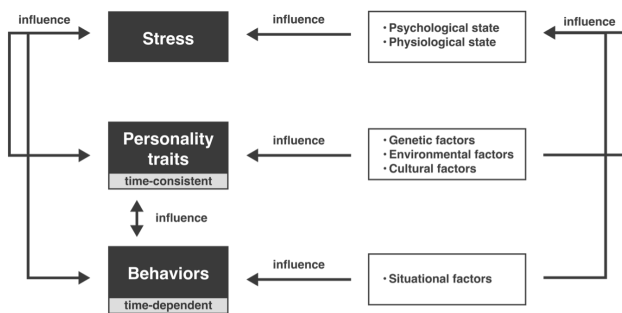 influence
influence
influence
Stress
• Psychological state
• Physiological state
Personality
traits
time-consistent
influence
• Genetic factors
• Environmental factors
• Cultural factors
influence
Behaviors
time-dependent
influence
• Situational factors